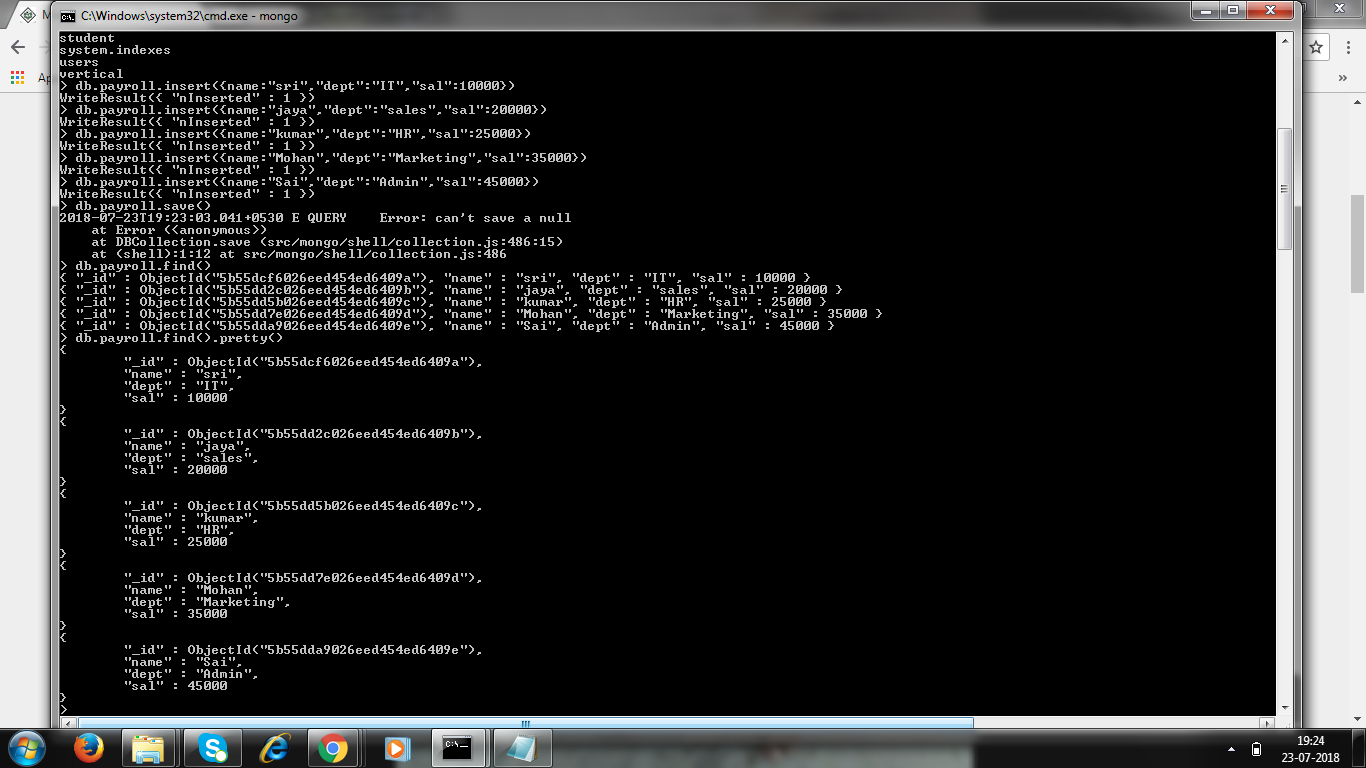 C:\Windows\system32\cmd.exe - mongo
M
Ap
»
student
system.indexes
users
vertical
> db.payroll.insert({name:"sri","dept":"IT","sal":10000})
WriteResult({ "nInserted" : 1 })
> db.payroll.insert({name:"jaya","dept":"sales","sal":20000})
WriteResult({ "nInserted" : 1 })
> db.payroll.insert({name:"kumar","dept":"HR","sal":25000})
WriteResult({ "nInserted" : 1 })
> db.payroll.insert({name:"Mohan","dept":"Marketing","sal":35000})
WriteResult({ "nInserted" : 1 })
> db.payroll.insert({name:"Sai","dept":"Admin","sal":45000})
WriteResult({ "nInserted" : 1 })
> db.payroll.save()
2018-07-23T19:23:03.041+0530 E QUERY    Error: can't save a null
    at Error (<anonymous>)
    at DBCollection.save (src/mongo/shell/collection.js:486:15)
    at (shell):1:12 at src/mongo/shell/collection.js:486
> db.payroll.find()
{ "_id" : ObjectId("5b55dcf6026eed454ed6409a"), "name" : "sri", "dept" : "IT", "sal" : 10000 }
{ "_id" : ObjectId("5b55dd2c026eed454ed6409b"), "name" : "jaya", "dept" : "sales", "sal" : 20000 }
{ "_id" : ObjectId("5b55dd5b026eed454ed6409c"), "name" : "kumar", "dept" : "HR", "sal" : 25000 }
{ "_id" : ObjectId("5b55dd7e026eed454ed6409d"), "name" : "Mohan", "dept" : "Marketing", "sal" : 35000 }
{ "_id" : ObjectId("5b55dda9026eed454ed6409e"), "name" : "Sai", "dept" : "Admin", "sal" : 45000 }
> db.payroll.find().pretty()
{
        "_id" : ObjectId("5b55dcf6026eed454ed6409a"),
        "name" : "sri",
        "dept" : "IT",
        "sal" : 10000
}
{
        "_id" : ObjectId("5b55dd2c026eed454ed6409b"),
        "name" : "jaya",
        "dept" : "sales",
        "sal" : 20000
}
{
        "_id" : ObjectId("5b55dd5b026eed454ed6409c"),
        "name" : "kumar",
        "dept" : "HR",
        "sal" : 25000
}
{
        "_id" : ObjectId("5b55dd7e026eed454ed6409d"),
        "name" : "Mohan",
        "dept" : "Marketing",
        "sal" : 35000
}
{
        "_id" : ObjectId("5b55dda9026eed454ed6409e"),
        "name" : "Sai",
        "dept" : "Admin",
        "sal" : 45000
}
>
19:24
23-07-2018